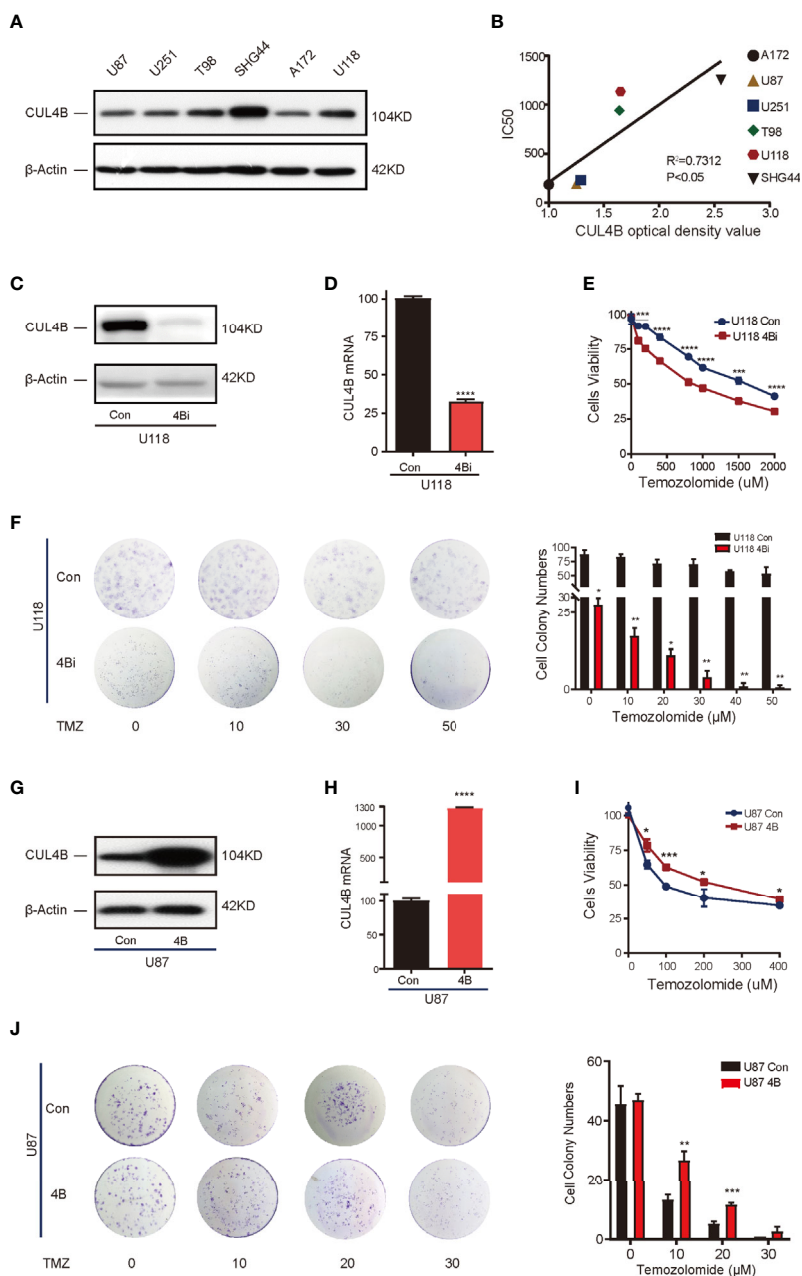 A
U87 U251 T98 SHG44 A172 U118
CUL4B — 104KD
β-Actin — 42KD
B
IC50
1500
1000
500
0
1.0 1.5 2.0 2.5 3.0
CUL4B optical density value
R²=0.7312
P<0.05
A172
U87
U251
T98
U118
SHG44
C
CUL4B — 104KD
β-Actin — 42KD
Con 4Bi
U118
D
CUL4B mRNA
100
75
50
25
0
Con 4Bi
U118
****
E
Cells Viability
100
75
50
25
0
0 500 1000 1500 2000
Temozolomide (uM)
U118 Con
U118 4Bi
*** **** **** **** *** ****
F
U118
Con
4Bi
TMZ 0 10 30 50
Cell Colony Numbers
100
75
50
30
25
0
0 10 20 30 40 50
Temozolomide (μM)
U118 Con
U118 4Bi
* ** * ** ** **
G
CUL4B — 104KD
β-Actin — 42KD
Con 4B
U87
H
CUL4B mRNA
1300
1000
500
100
50
0
Con 4B
U87
****
I
Cells Viability
100
75
50
25
0
0 100 200 300 400
Temozolomide (uM)
U87 Con
U87 4B
* *** * *
J
U87
Con
4B
TMZ 0 10 20 30
Cell Colony Numbers
60
40
20
0
0 10 20 30
Temozolomide (μM)
U87 Con
U87 4B
** ***